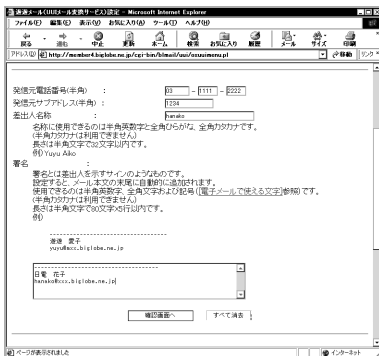 遊遊メール(UUメール変換サービス)設定 - Microsoft Internet Explorer
ファイル(F) 編集(E) 表示(V) お気に入り(A) ツール(T) ヘルプ(H)
戻る 進む 中止 更新 ホーム 検索 お気に入り 履歴 メール サイズ 印刷
アドレス(D) http://member4.biglobe.ne.jp/cgi-bin/blmail/uui/oxuuimenu.pl 移動 リンク
発信元電話番号(半角) : 03 - 1111 - 2222
発信元サブアドレス(半角) : 1234
差出人名称 : hanako
名称に使用できるのは半角英数字と全角ひらがな、全角カタカナです。
(半角カタカナは利用できません)
長さは半角文字で32文字以内です。
例) Yuyu Aiko
署名 :
署名とは差出人を示すサインのようなものです。
設定すると、メール本文の末尾に自動的に追加されます。
使用できるのは半角英数字、全角文字および記号([電子メールで使える文字]参照)です。
(半角カタカナは利用できません)
長さは半角文字で80文字×5行以内です。
例)
------------------------------------
遊遊 愛子
yuyu@xxx.biglobe.ne.jp
------------------------------------
日電 花子
hanako@xxx.biglobe.ne.jp
確認画面へ すべて消去
ページが表示されました インターネット